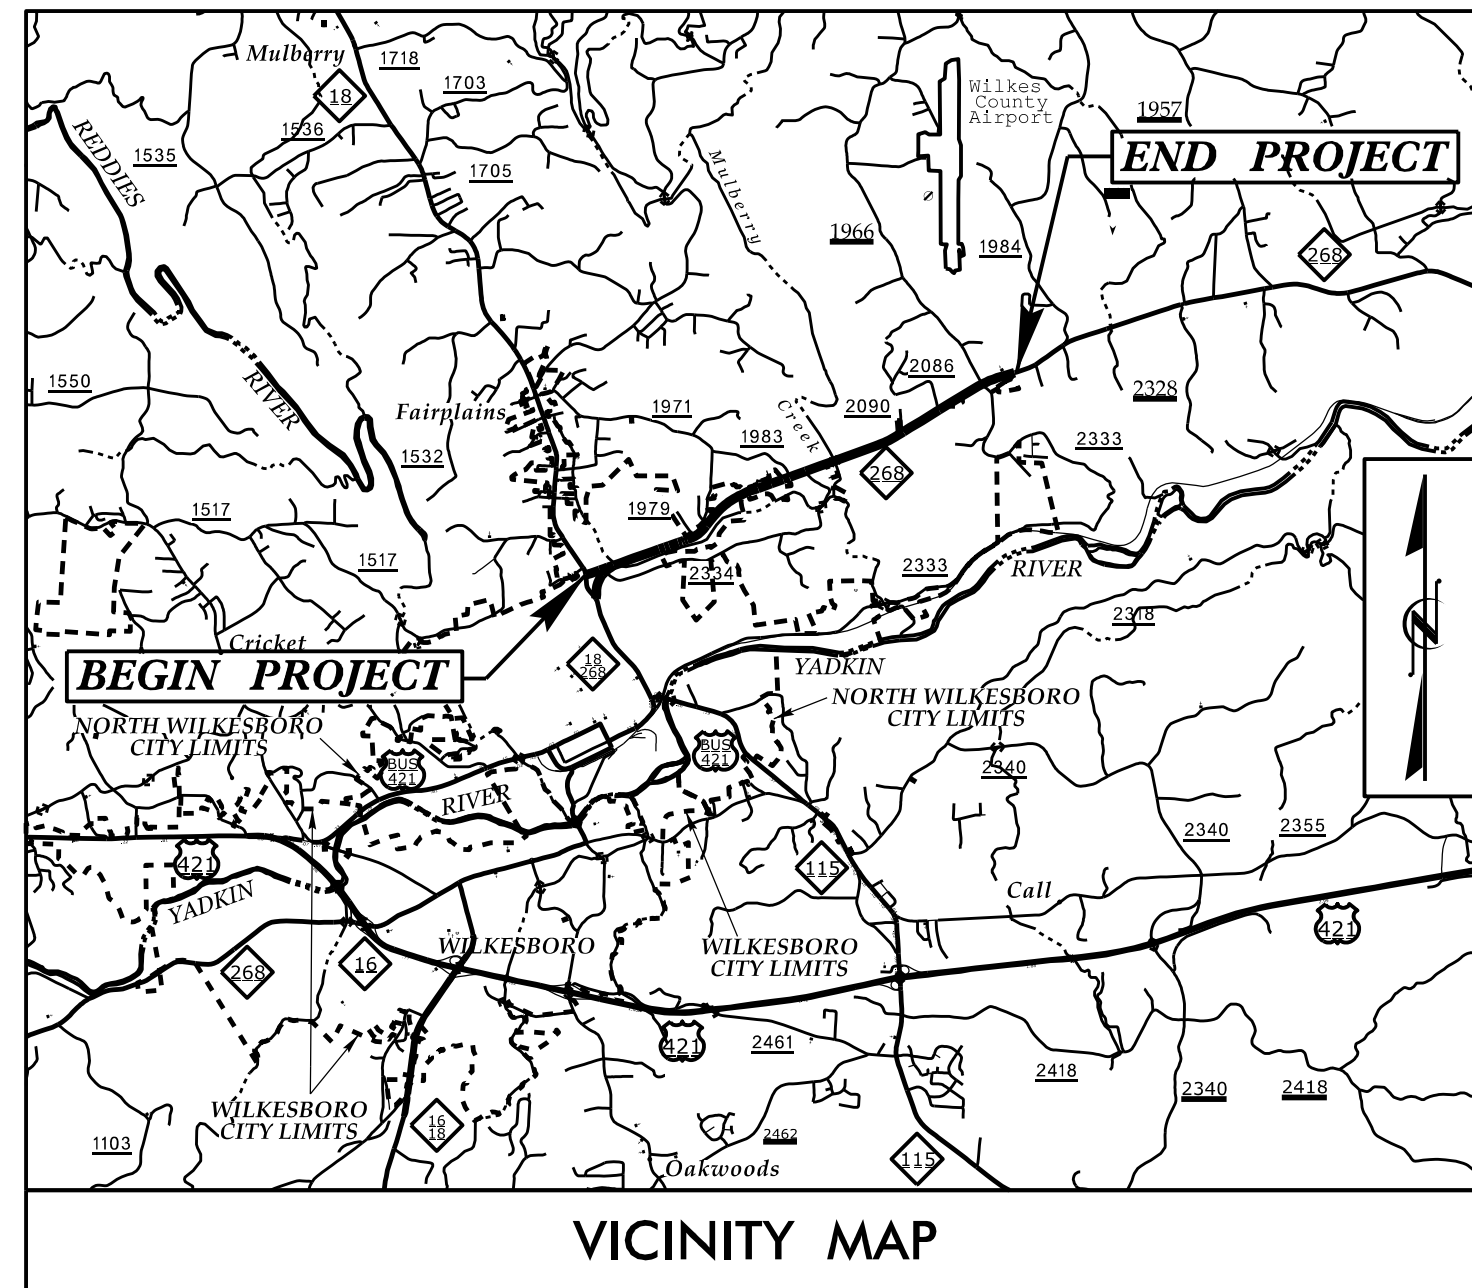 Mulberry
1718
18
1703
1536
1535
1705
REDDIES
Wilkes
County
Airport
1957
END PROJECT
Mulberry
1966
1984
268
1550
RIVER
Fairplains
1532
1971
1983
Creek
2090
2086
268
2328
2333
1517
1517
1979
2334
2333
RIVER
2318
Cricket
BEGIN PROJECT
18
268
YADKIN
NORTH WILKESBORO
CITY LIMITS
NORTH WILKESBORO
CITY LIMITS
BUS
421
BUS
421
2340
RIVER
421
YADKIN
115
2340
2355
Call
421
268
16
WILKESBORO
WILKESBORO
CITY LIMITS
421
2461
2418
2340
2418
WILKESBORO
CITY LIMITS
16
18
1103
2462
Oakwoods
115
VICINITY MAP